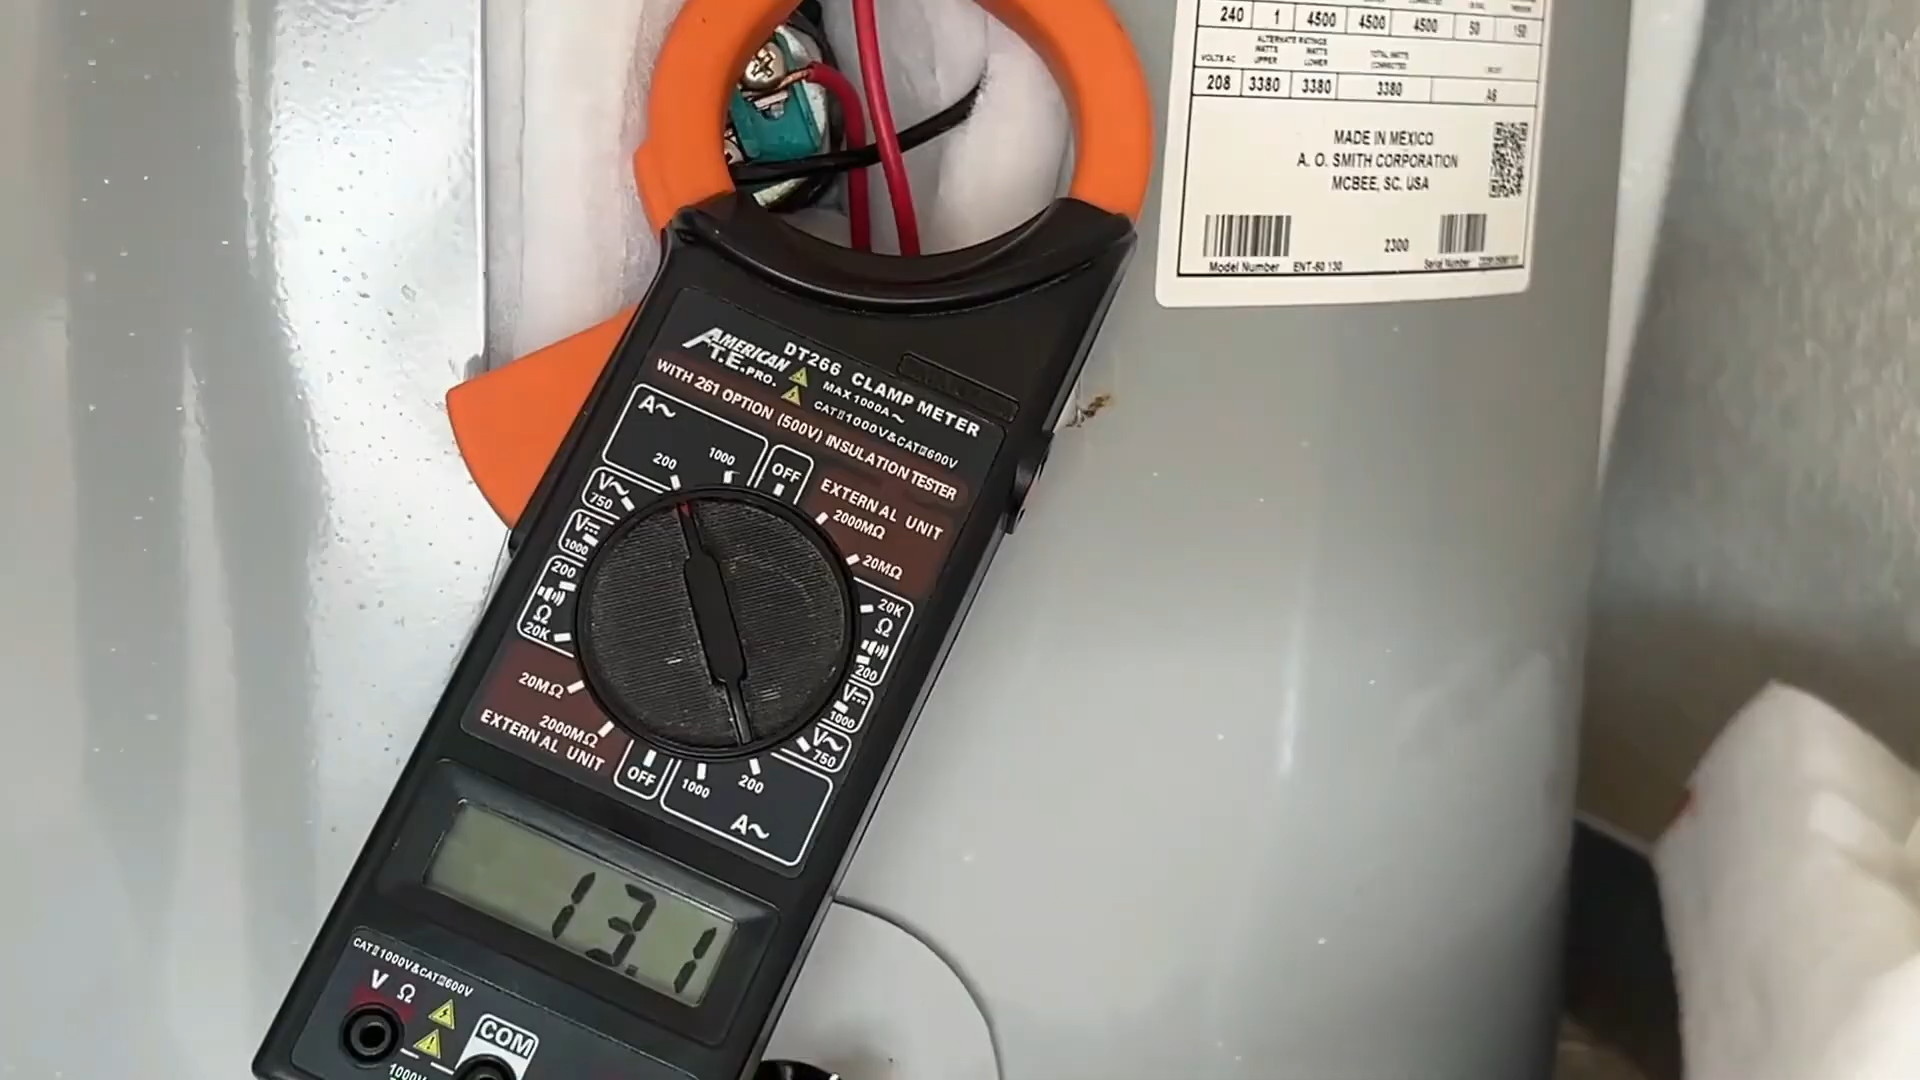 240 1 4500 4500 4500 50 150
ALTERNATE RATINGS
VOLTS AC WATTS UPPER WATTS LOWER TOTAL WATTS CONNECTED
208 3380 3380 3380 A6
MADE IN MEXICO
A. O. SMITH CORPORATION
MCBEE, SC. USA
2300
Model Number ENT-50 130 Serial Number
AMERICAN
T.E. PRO.
DT266 CLAMP METER
MAX 1000A~
CAT II 1000V&CAT III 600V
WITH 261 OPTION (500V) INSULATION TESTER
A~
200 1000 OFF
EXTERNAL UNIT
2000MΩ
20MΩ
V~
750
V⎓
1000
200
Ω
20K
20MΩ
2000MΩ
EXTERNAL UNIT
20K
Ω
200
V⎓
1000
V~
750
OFF 1000 200
A~
13.1
CAT II 1000V&CAT III 600V
V Ω
COM
1000V